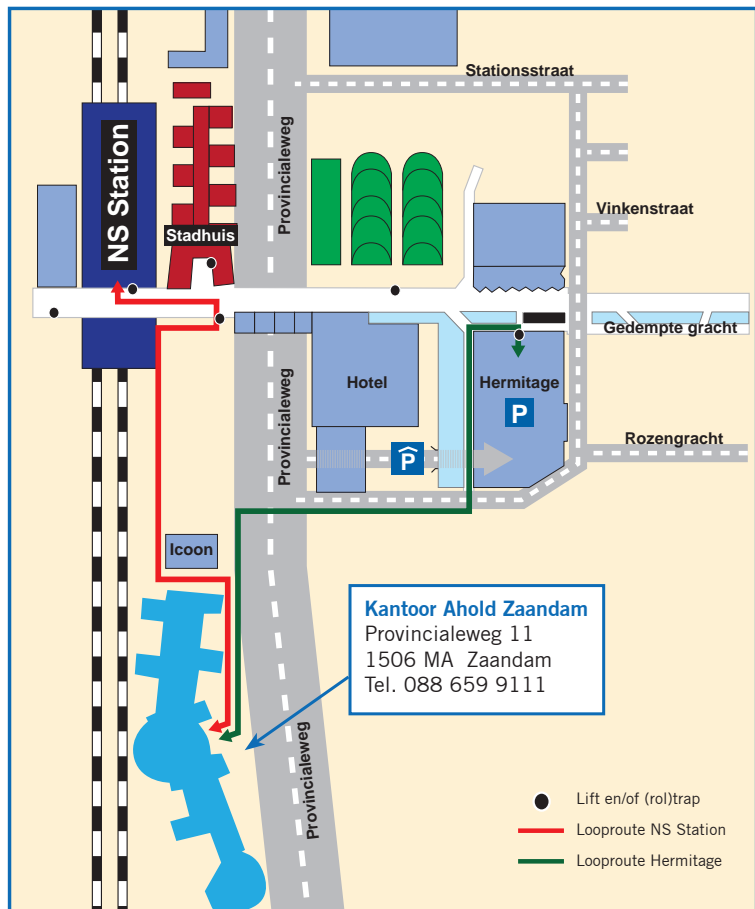 Stationsstraat
NS Station
Provincialeweg
Vinkenstraat
Stadhuis
Gedempte gracht
Provincialeweg
Hotel
Hermitage
P
Rozengracht
P
Icoon
Kantoor Ahold Zaandam
Provincialeweg 11
1506 MA Zaandam
Tel. 088 659 9111
Provincialeweg
Lift en/of (rol)trap
Looproute NS Station
Looproute Hermitage